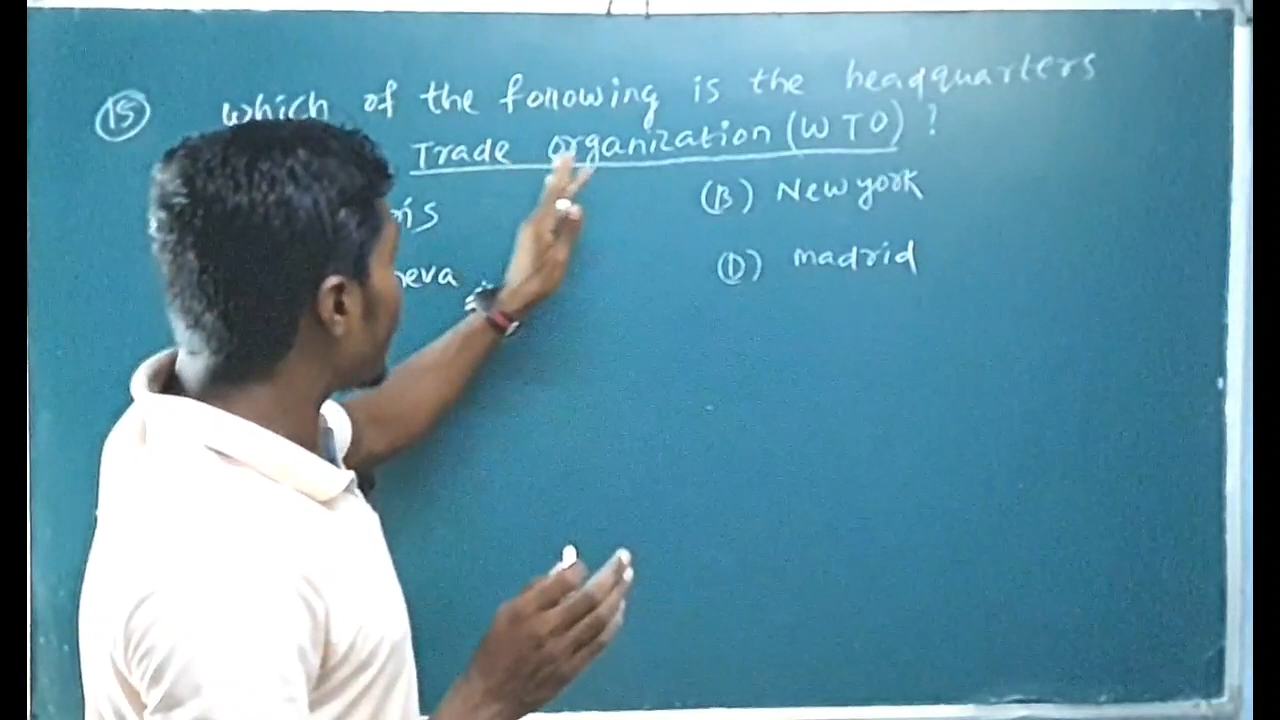 (15) which of the following is the headquarters
Trade organization (WTO) ?
(B) New york
(D) madrid